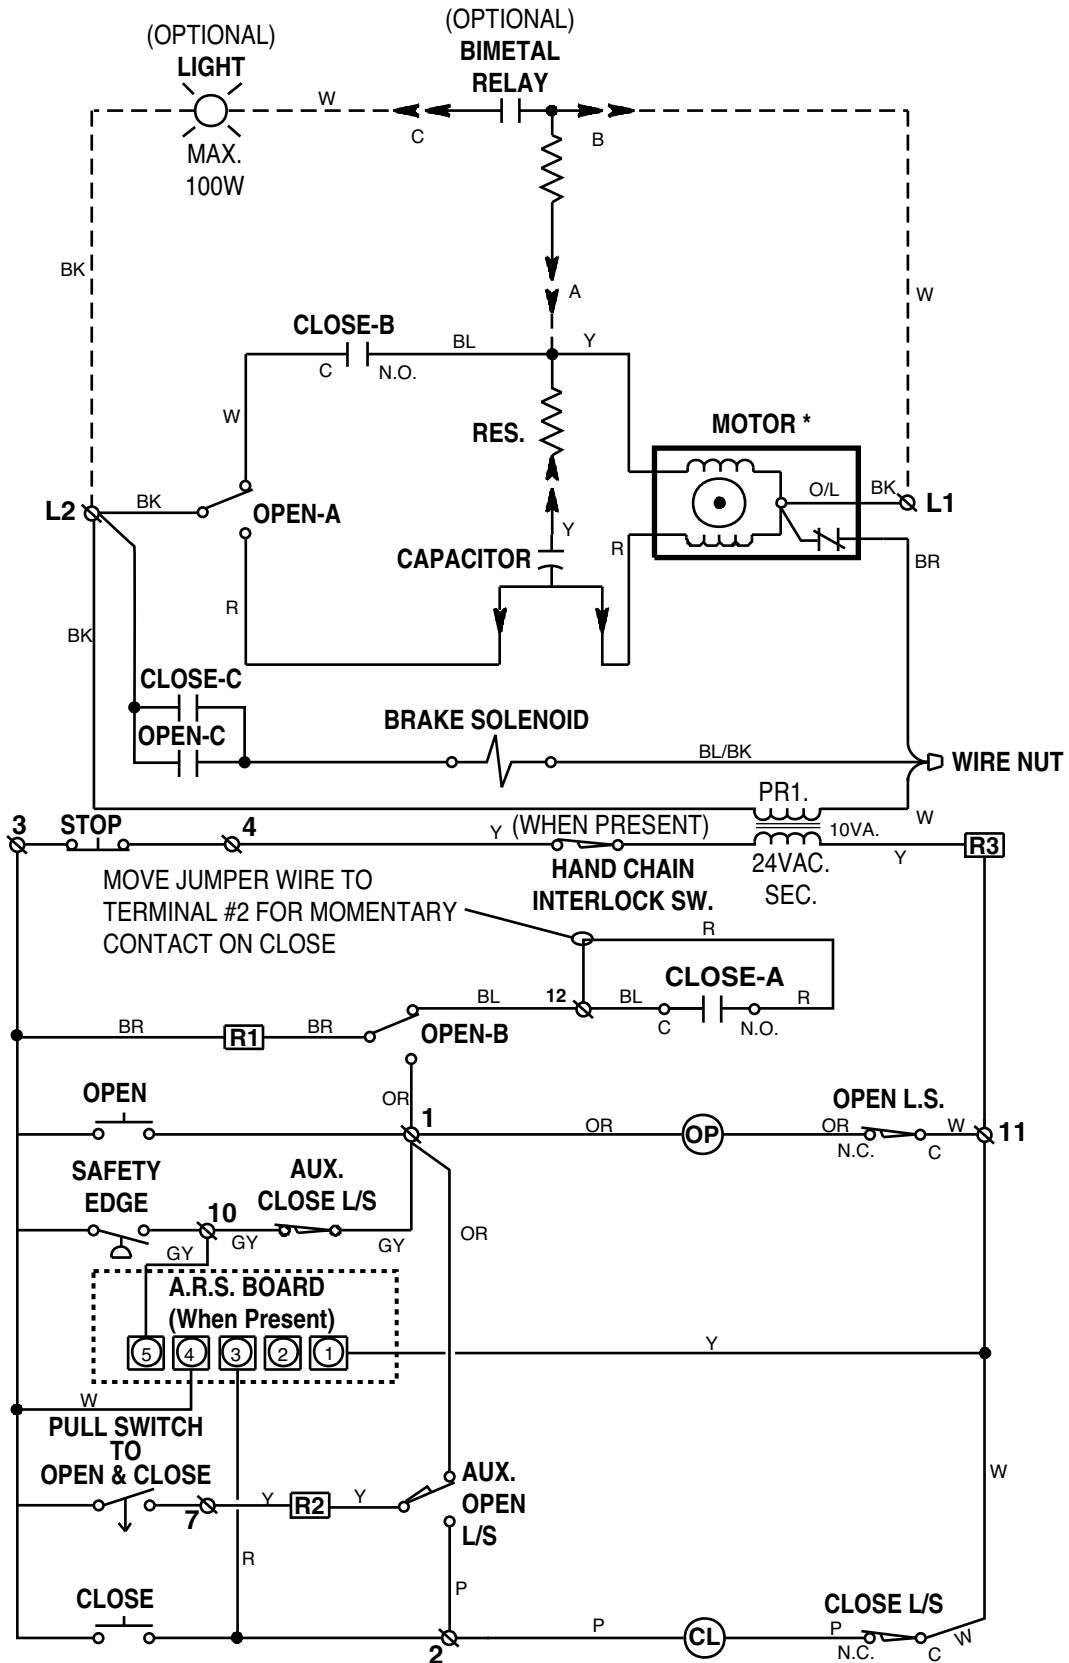 (OPTIONAL)
LIGHT
MAX.
100W
(OPTIONAL)
BIMETAL
RELAY
W
C
B
BK
W
A
CLOSE-B
C
N.O.
BL
Y
W
RES.
MOTOR *
O/L
BK
L1
L2
BK
OPEN-A
CAPACITOR
Y
R
BR
R
BK
CLOSE-C
OPEN-C
BRAKE SOLENOID
BL/BK
WIRE NUT
PR1.
10VA.
W
3
STOP
4
Y
(WHEN PRESENT)
HAND CHAIN
INTERLOCK SW.
24VAC.
SEC.
Y
R3
MOVE JUMPER WIRE TO
TERMINAL #2 FOR MOMENTARY
CONTACT ON CLOSE
R
CLOSE-A
BL
12
BL
C
N.O.
R
BR
R1
BR
OPEN-B
OPEN
OR
1
OR
OP
OPEN L.S.
OR
N.C.
C
W
11
SAFETY
EDGE
10
AUX.
CLOSE L/S
GY
GY
GY
OR
A.R.S. BOARD
(When Present)
5
4
3
2
1
Y
W
PULL SWITCH
TO
OPEN & CLOSE
7
Y
R2
Y
AUX.
OPEN
L/S
W
R
P
CLOSE
2
P
CL
CLOSE L/S
P
N.C.
C
W